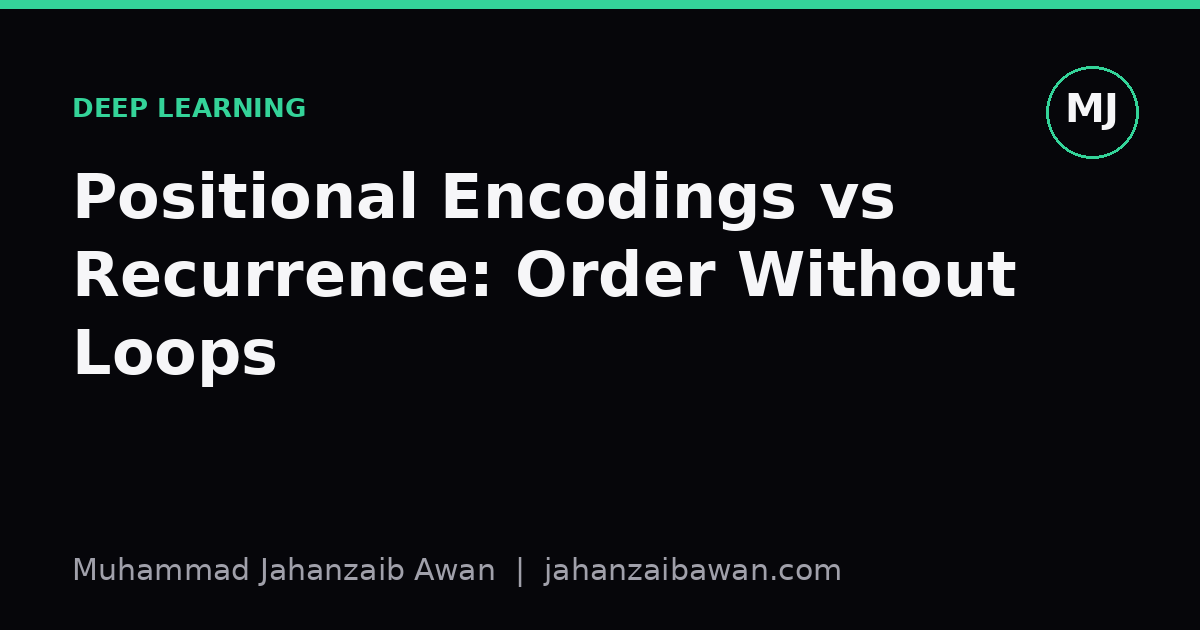 DEEP LEARNING
MJ
Positional Encodings vs
Recurrence: Order Without
Loops
Muhammad Jahanzaib Awan | jahanzaibawan.com